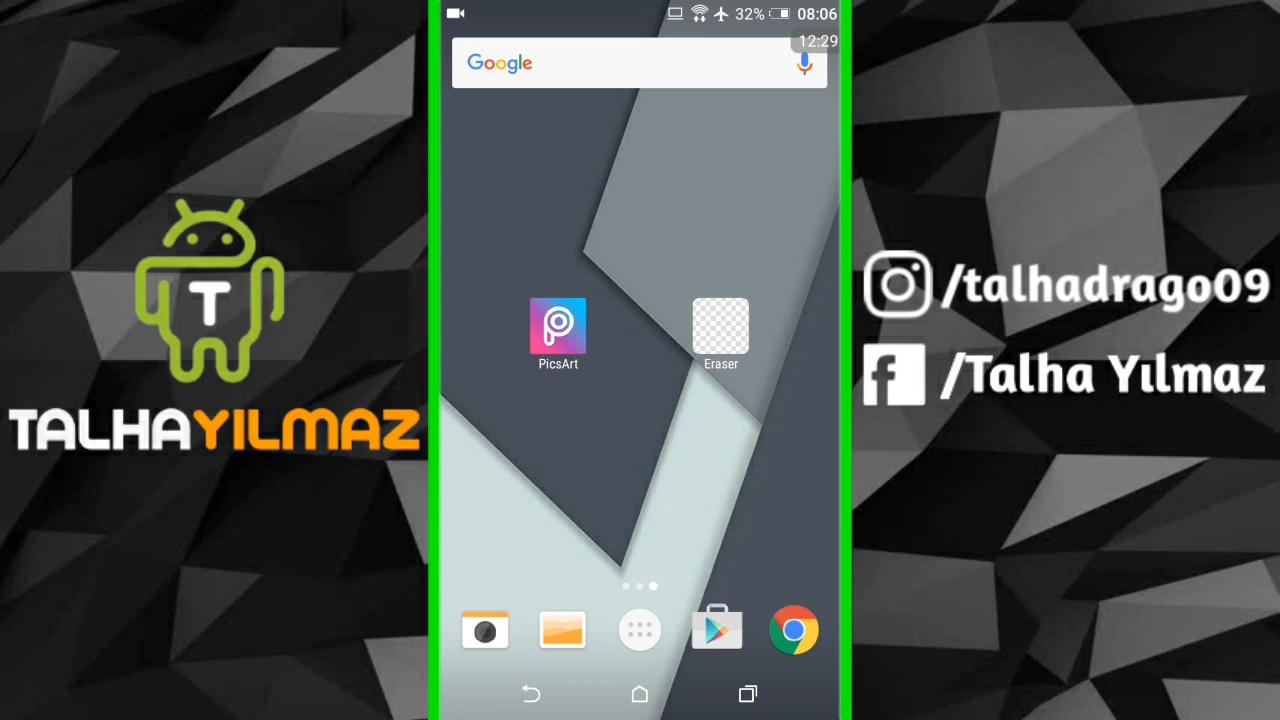 32% 08:06
12:29
Google
PicsArt
Eraser
T
TALHAYILMAZ
/talhadrago09
/Talha Yılmaz